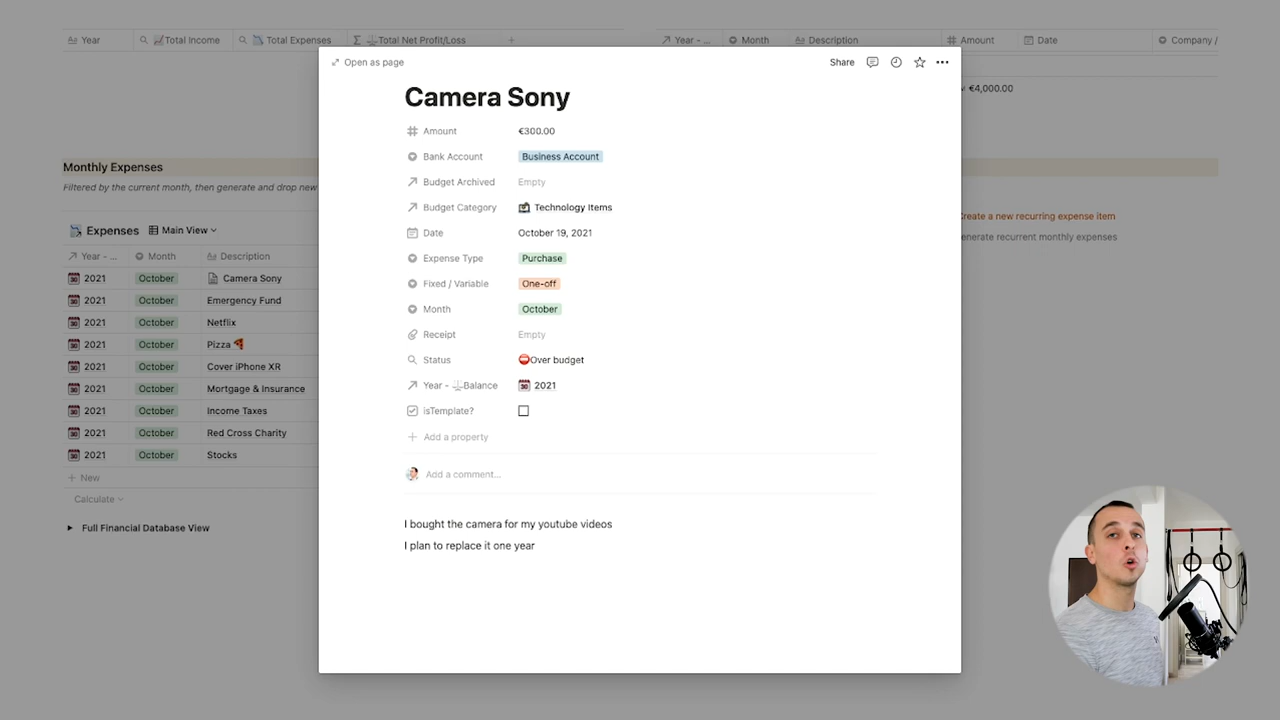 Year
Total Income
Total Expenses
Total Net Profit/Loss
Year - ...
Month
Description
Amount
Date
Company /
€4,000.00
Open as page
Share
Camera Sony
Amount €300.00
Bank Account Business Account
Budget Archived Empty
Budget Category Technology Items
Date October 19, 2021
Expense Type Purchase
Fixed / Variable One-off
Month October
Receipt Empty
Status Over budget
Year - Balance 2021
isTemplate?
Add a property
Add a comment...
I bought the camera for my youtube videos
I plan to replace it one year
Monthly Expenses
Filtered by the current month, then generate and drop new
Expenses Main View
Year - ... Month Description
2021 October Camera Sony
2021 October Emergency Fund
2021 October Netflix
2021 October Pizza
2021 October Cover iPhone XR
2021 October Mortgage & Insurance
2021 October Income Taxes
2021 October Red Cross Charity
2021 October Stocks
New
Calculate
Full Financial Database View
Create a new recurring expense item
enerate recurrent monthly expenses